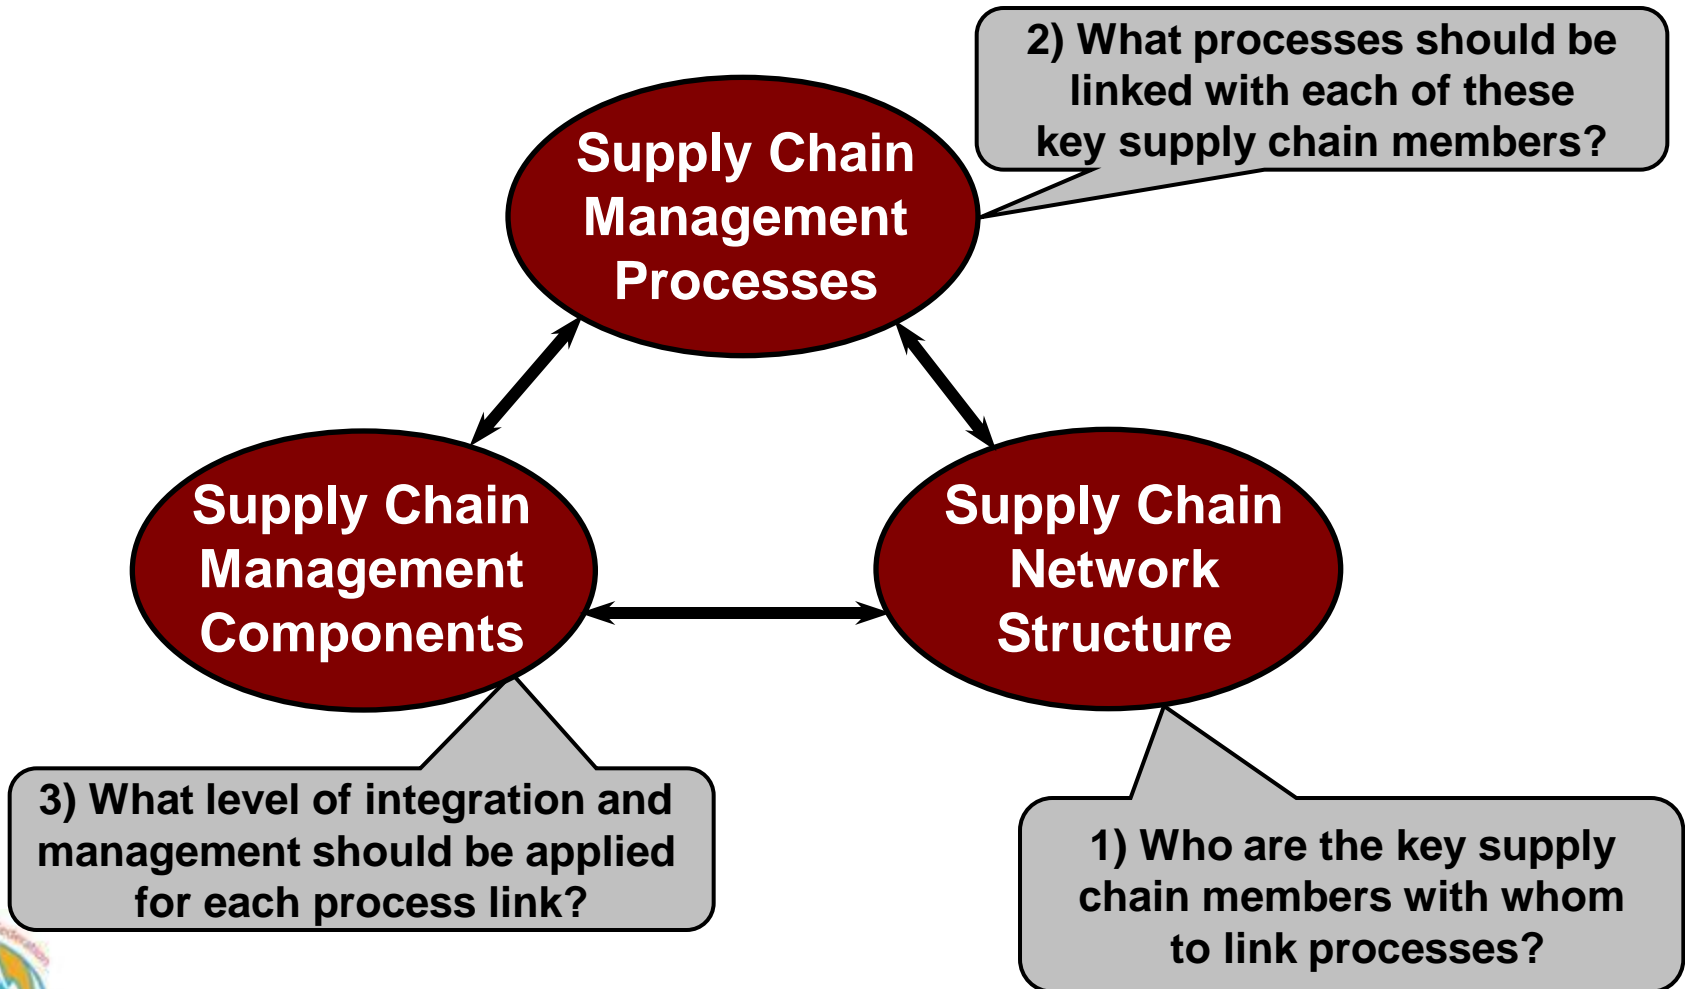 2) What processes should be
linked with each of these
key supply chain members?
Supply Chain
Management
Processes
Supply Chain
Management
Components
Supply Chain
Network
Structure
3) What level of integration and
management should be applied
for each process link?
1) Who are the key supply
chain members with whom
to link processes?